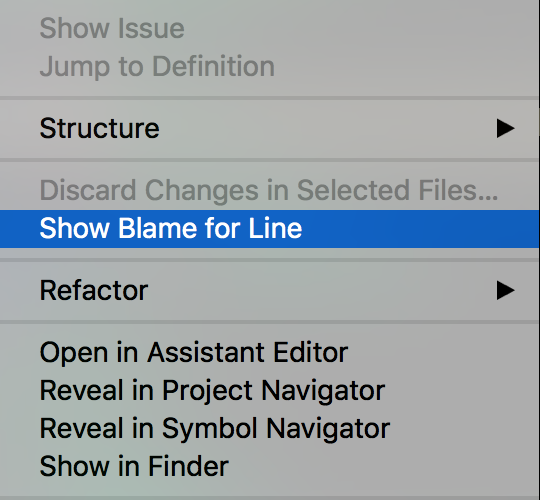 Show Issue
Jump to Definition
Structure
Discard Changes in Selected Files...
Show Blame for Line
Refactor
Open in Assistant Editor
Reveal in Project Navigator
Reveal in Symbol Navigator
Show in Finder